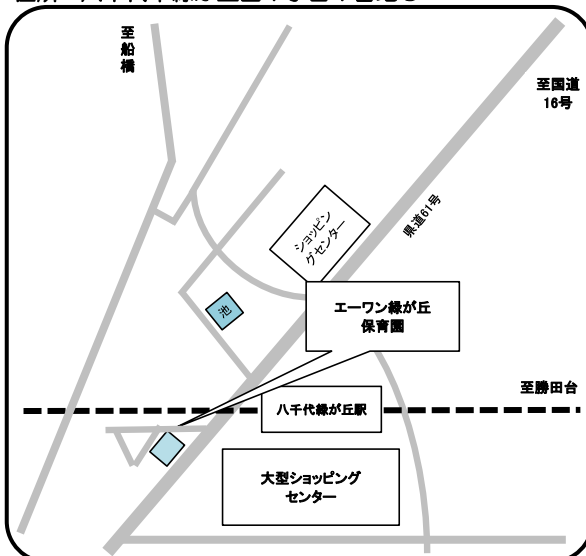 至船橋
至国道
16号
県道61号
ショッピン
グセンター
池
エーワン緑が丘
保育園
至勝田台
八千代緑が丘駅
大型ショッピング
センター